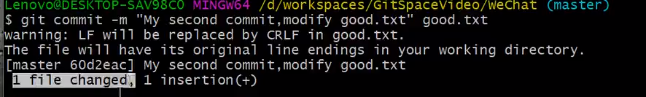 Lenovo@DESKTOP-SAV98CO MINGW64 /d/workspaces/GitSpaceVideo/WeChat (master)
$ git commit -m "My second commit,modify good.txt" good.txt
warning: LF will be replaced by CRLF in good.txt.
The file will have its original line endings in your working directory.
[master 60d2eac] My second commit,modify good.txt
1 file changed, 1 insertion(+)